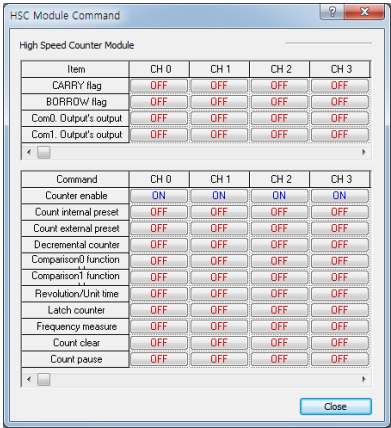 HSC Module Command
High Speed Counter Module
Item CH 0 CH 1 CH 2 CH 3
CARRY flag OFF OFF OFF OFF
BORROW flag OFF OFF OFF OFF
Com0. Output's output OFF OFF OFF OFF
Com1. Output's output OFF OFF OFF OFF
Command CH 0 CH 1 CH 2 CH 3
Counter enable ON ON ON ON
Count internal preset OFF OFF OFF OFF
Count external preset OFF OFF OFF OFF
Decremental counter OFF OFF OFF OFF
Comparison0 function OFF OFF OFF OFF
Comparison1 function OFF OFF OFF OFF
Revolution/Unit time OFF OFF OFF OFF
Latch counter OFF OFF OFF OFF
Frequency measure OFF OFF OFF OFF
Count clear OFF OFF OFF OFF
Count pause OFF OFF OFF OFF
Close